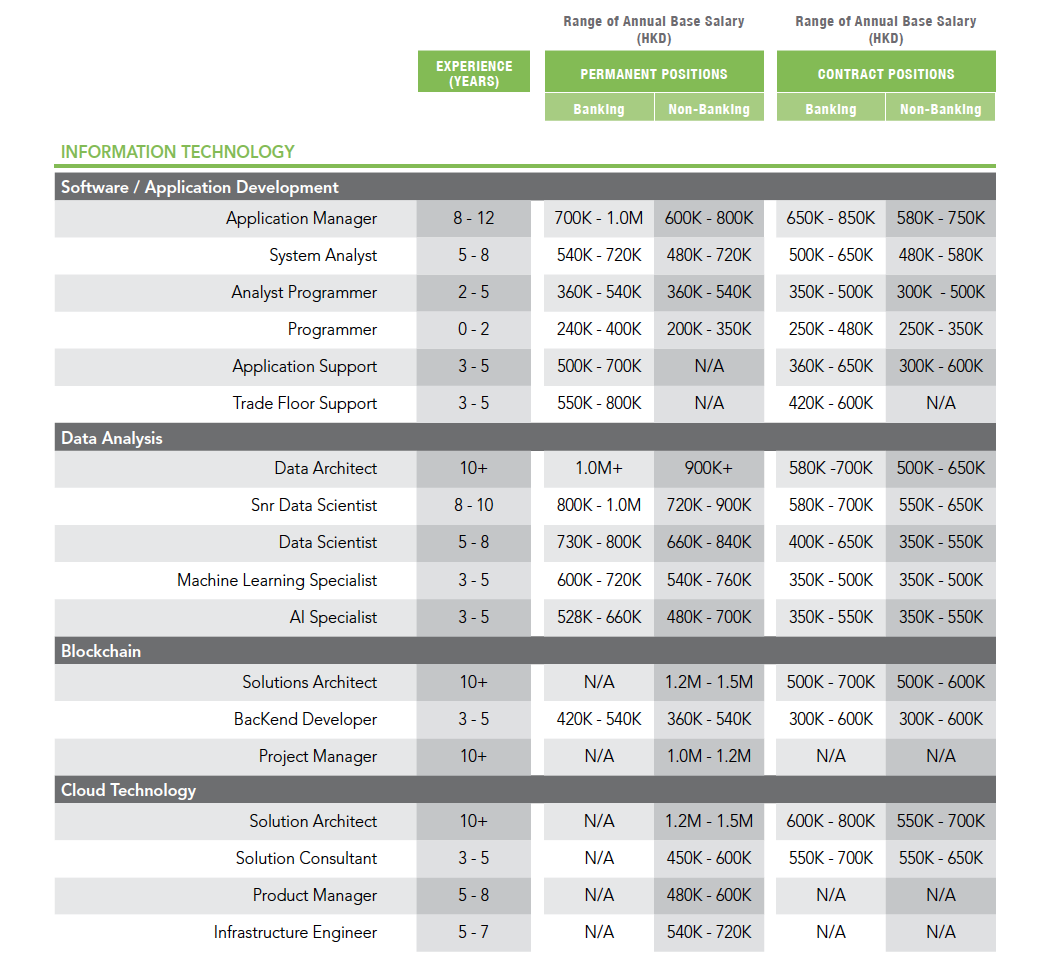 Range of Annual Base Salary (HKD) Range of Annual Base Salary (HKD)
EXPERIENCE (YEARS) PERMANENT POSITIONS CONTRACT POSITIONS
Banking Non-Banking Banking Non-Banking
INFORMATION TECHNOLOGY
Software / Application Development
Application Manager 8 - 12 700K - 1.0M 600K - 800K 650K - 850K 580K - 750K
System Analyst 5 - 8 540K - 720K 480K - 720K 500K - 650K 480K - 580K
Analyst Programmer 2 - 5 360K - 540K 360K - 540K 350K - 500K 300K - 500K
Programmer 0 - 2 240K - 400K 200K - 350K 250K - 480K 250K - 350K
Application Support 3 - 5 500K - 700K N/A 360K - 650K 300K - 600K
Trade Floor Support 3 - 5 550K - 800K N/A 420K - 600K N/A
Data Analysis
Data Architect 10+ 1.0M+ 900K+ 580K -700K 500K - 650K
Snr Data Scientist 8 - 10 800K - 1.0M 720K - 900K 580K - 700K 550K - 650K
Data Scientist 5 - 8 730K - 800K 660K - 840K 400K - 650K 350K - 550K
Machine Learning Specialist 3 - 5 600K - 720K 540K - 760K 350K - 500K 350K - 500K
AI Specialist 3 - 5 528K - 660K 480K - 700K 350K - 550K 350K - 550K
Blockchain
Solutions Architect 10+ N/A 1.2M - 1.5M 500K - 700K 500K - 600K
BacKend Developer 3 - 5 420K - 540K 360K - 540K 300K - 600K 300K - 600K
Project Manager 10+ N/A 1.0M - 1.2M N/A N/A
Cloud Technology
Solution Architect 10+ N/A 1.2M - 1.5M 600K - 800K 550K - 700K
Solution Consultant 3 - 5 N/A 450K - 600K 550K - 700K 550K - 650K
Product Manager 5 - 8 N/A 480K - 600K N/A N/A
Infrastructure Engineer 5 - 7 N/A 540K - 720K N/A N/A